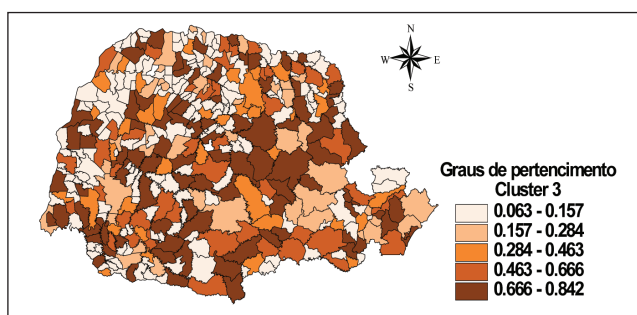 N
W E
S
Graus de pertencimento
Cluster 3
0.063 - 0.157
0.157 - 0.284
0.284 - 0.463
0.463 - 0.666
0.666 - 0.842